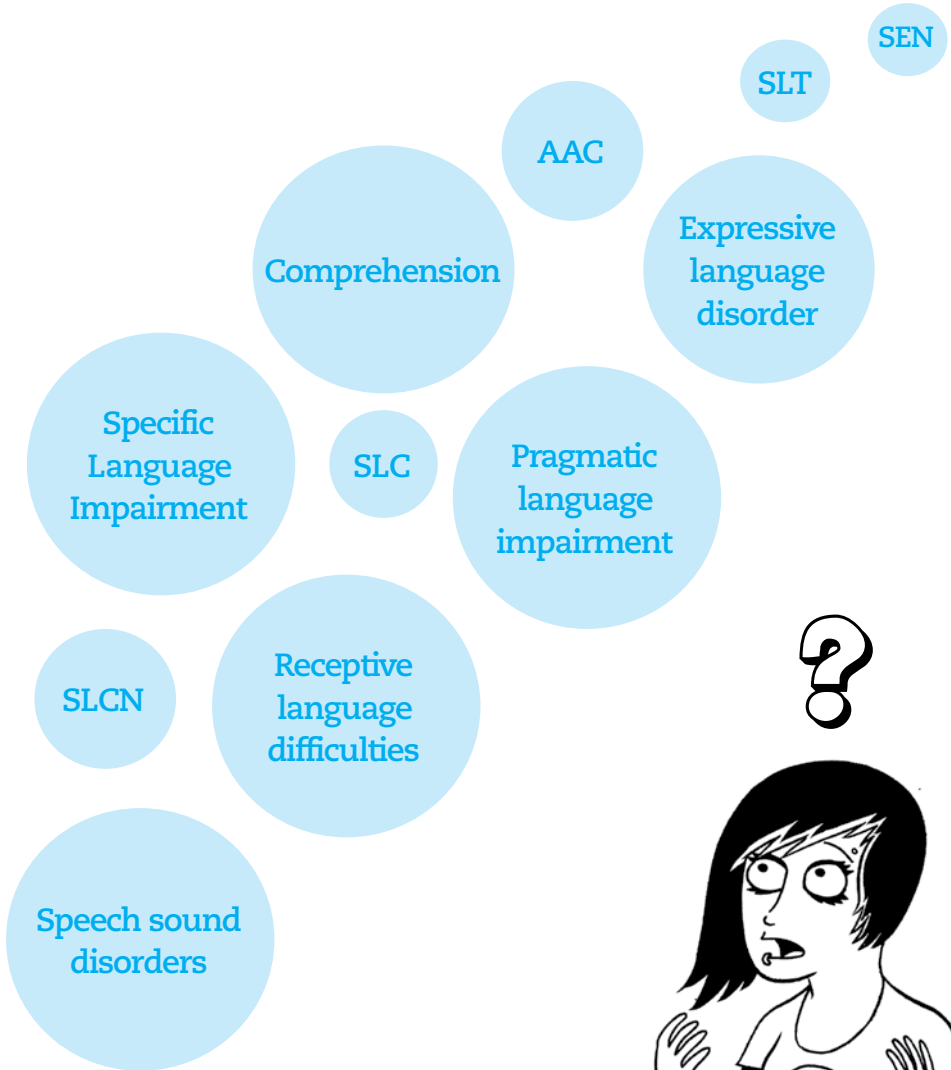 SEN
SLT
AAC
Expressive
language
disorder
Comprehension
Specific
Language
Impairment
SLC
Pragmatic
language
impairment
?
Receptive
language
difficulties
SLCN
Speech sound
disorders